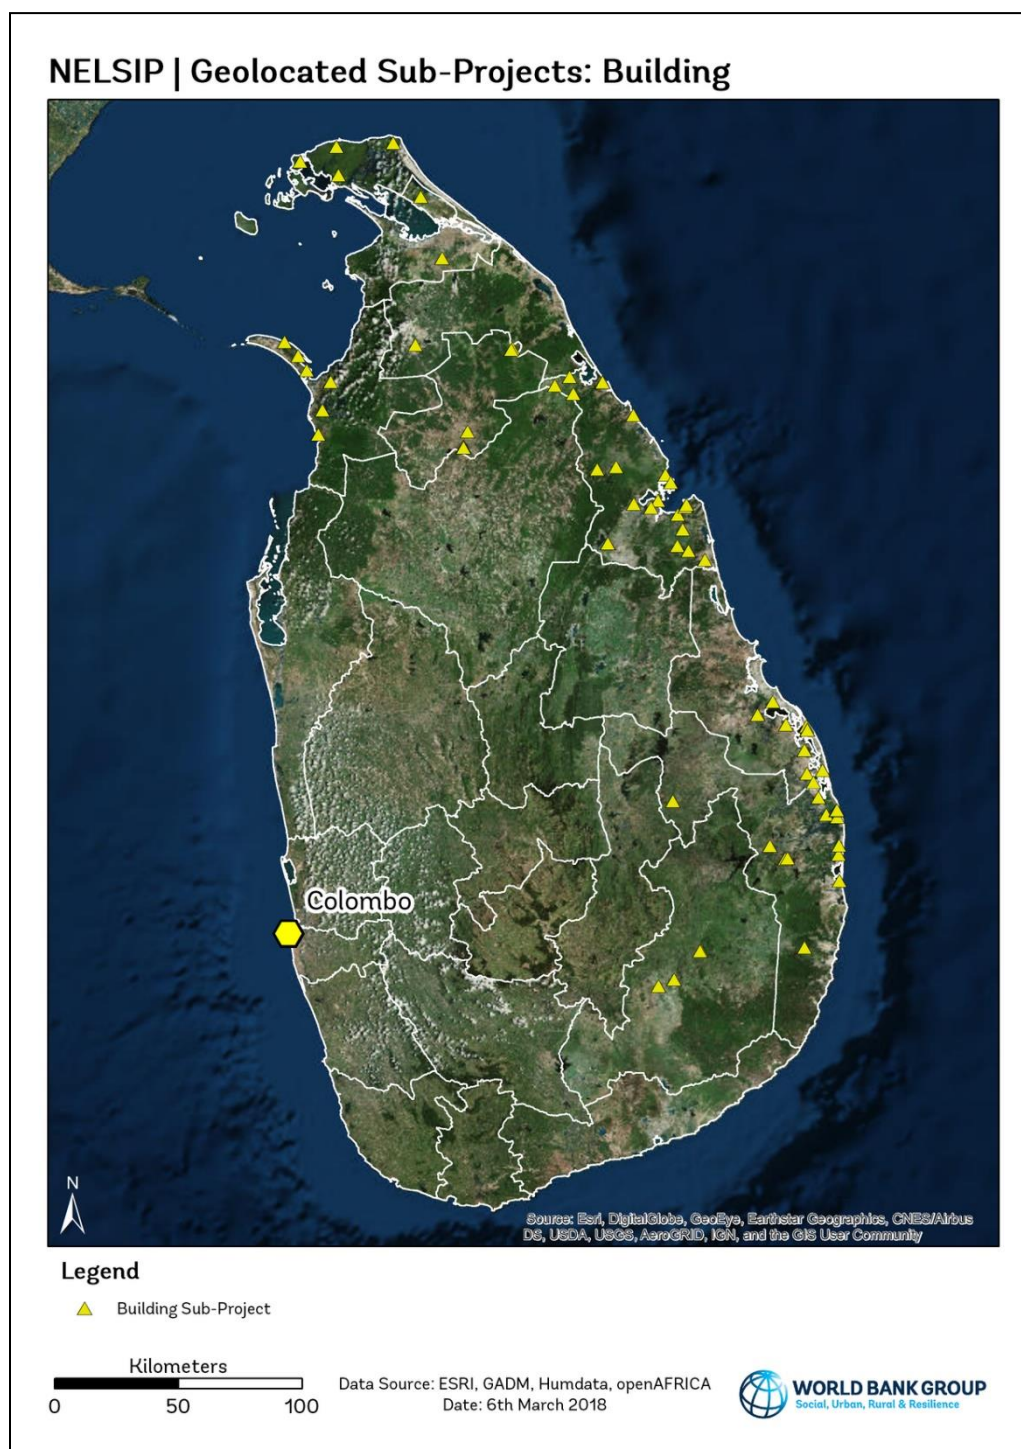 NELSIP | Geolocated Sub-Projects: Building
Colombo
N
Source: Esri, DigitalGlobe, GeoEye, Earthstar Geographics, CNES/Airbus
DS, USDA, USGS, AeroGRID, IGN, and the GIS User Community
Legend
Building Sub-Project
Kilometers
0 50 100
Data Source: ESRI, GADM, Humdata, openAFRICA
Date: 6th March 2018
WORLD BANK GROUP
Social, Urban, Rural & Resilience